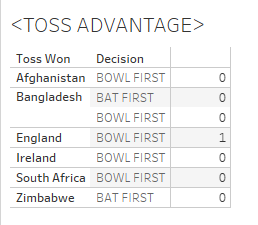 <TOSS ADVANTAGE>
Toss Won Decision
Afghanistan BOWL FIRST 0
Bangladesh BAT FIRST 0
BOWL FIRST 0
England BOWL FIRST 1
Ireland BOWL FIRST 0
South Africa BOWL FIRST 0
Zimbabwe BAT FIRST 0